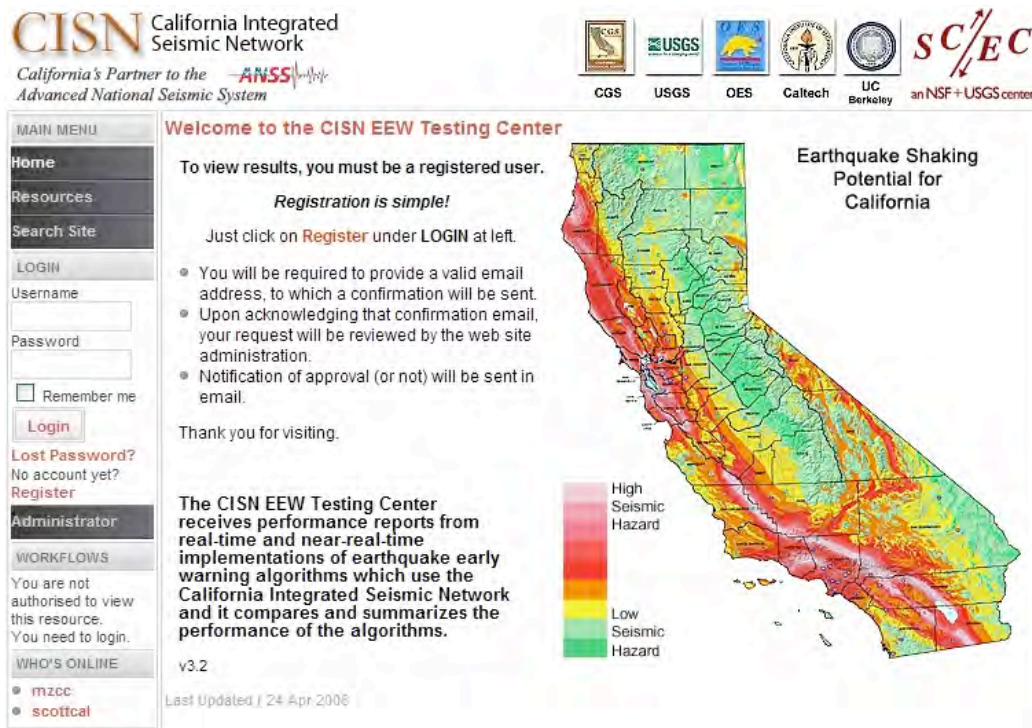 CISN California Integrated
Seismic Network
California's Partner to the ANSS
Advanced National Seismic System
CGS
USGS
CGS
USGS
OES
OES
Caltech
UC
Berkeley
SC/EC
an NSF+USGS center
MAIN MENU
Home
Resources
Search Site
LOGIN
Username
Password
Remember me
Login
Lost Password?
No account yet?
Register
Administrator
WORKFLOWS
You are not
authorised to view
this resource.
You need to login.
WHO'S ONLINE
mzcc
scottcal
Welcome to the CISN EEW Testing Center
To view results, you must be a registered user.
Registration is simple!
Just click on Register under LOGIN at left.
You will be required to provide a valid email
address, to which a confirmation will be sent.
Upon acknowledging that confirmation email,
your request will be reviewed by the web site
administration.
Notification of approval (or not) will be sent in
email.
Thank you for visiting.
The CISN EEW Testing Center
receives performance reports from
real-time and near-real-time
implementations of earthquake early
warning algorithms which use the
California Integrated Seismic Network
and it compares and summarizes the
performance of the algorithms.
v3.2
Last Updated / 24 Apr 2008
Earthquake Shaking
Potential for
California
High
Seismic
Hazard
Low
Seismic
Hazard